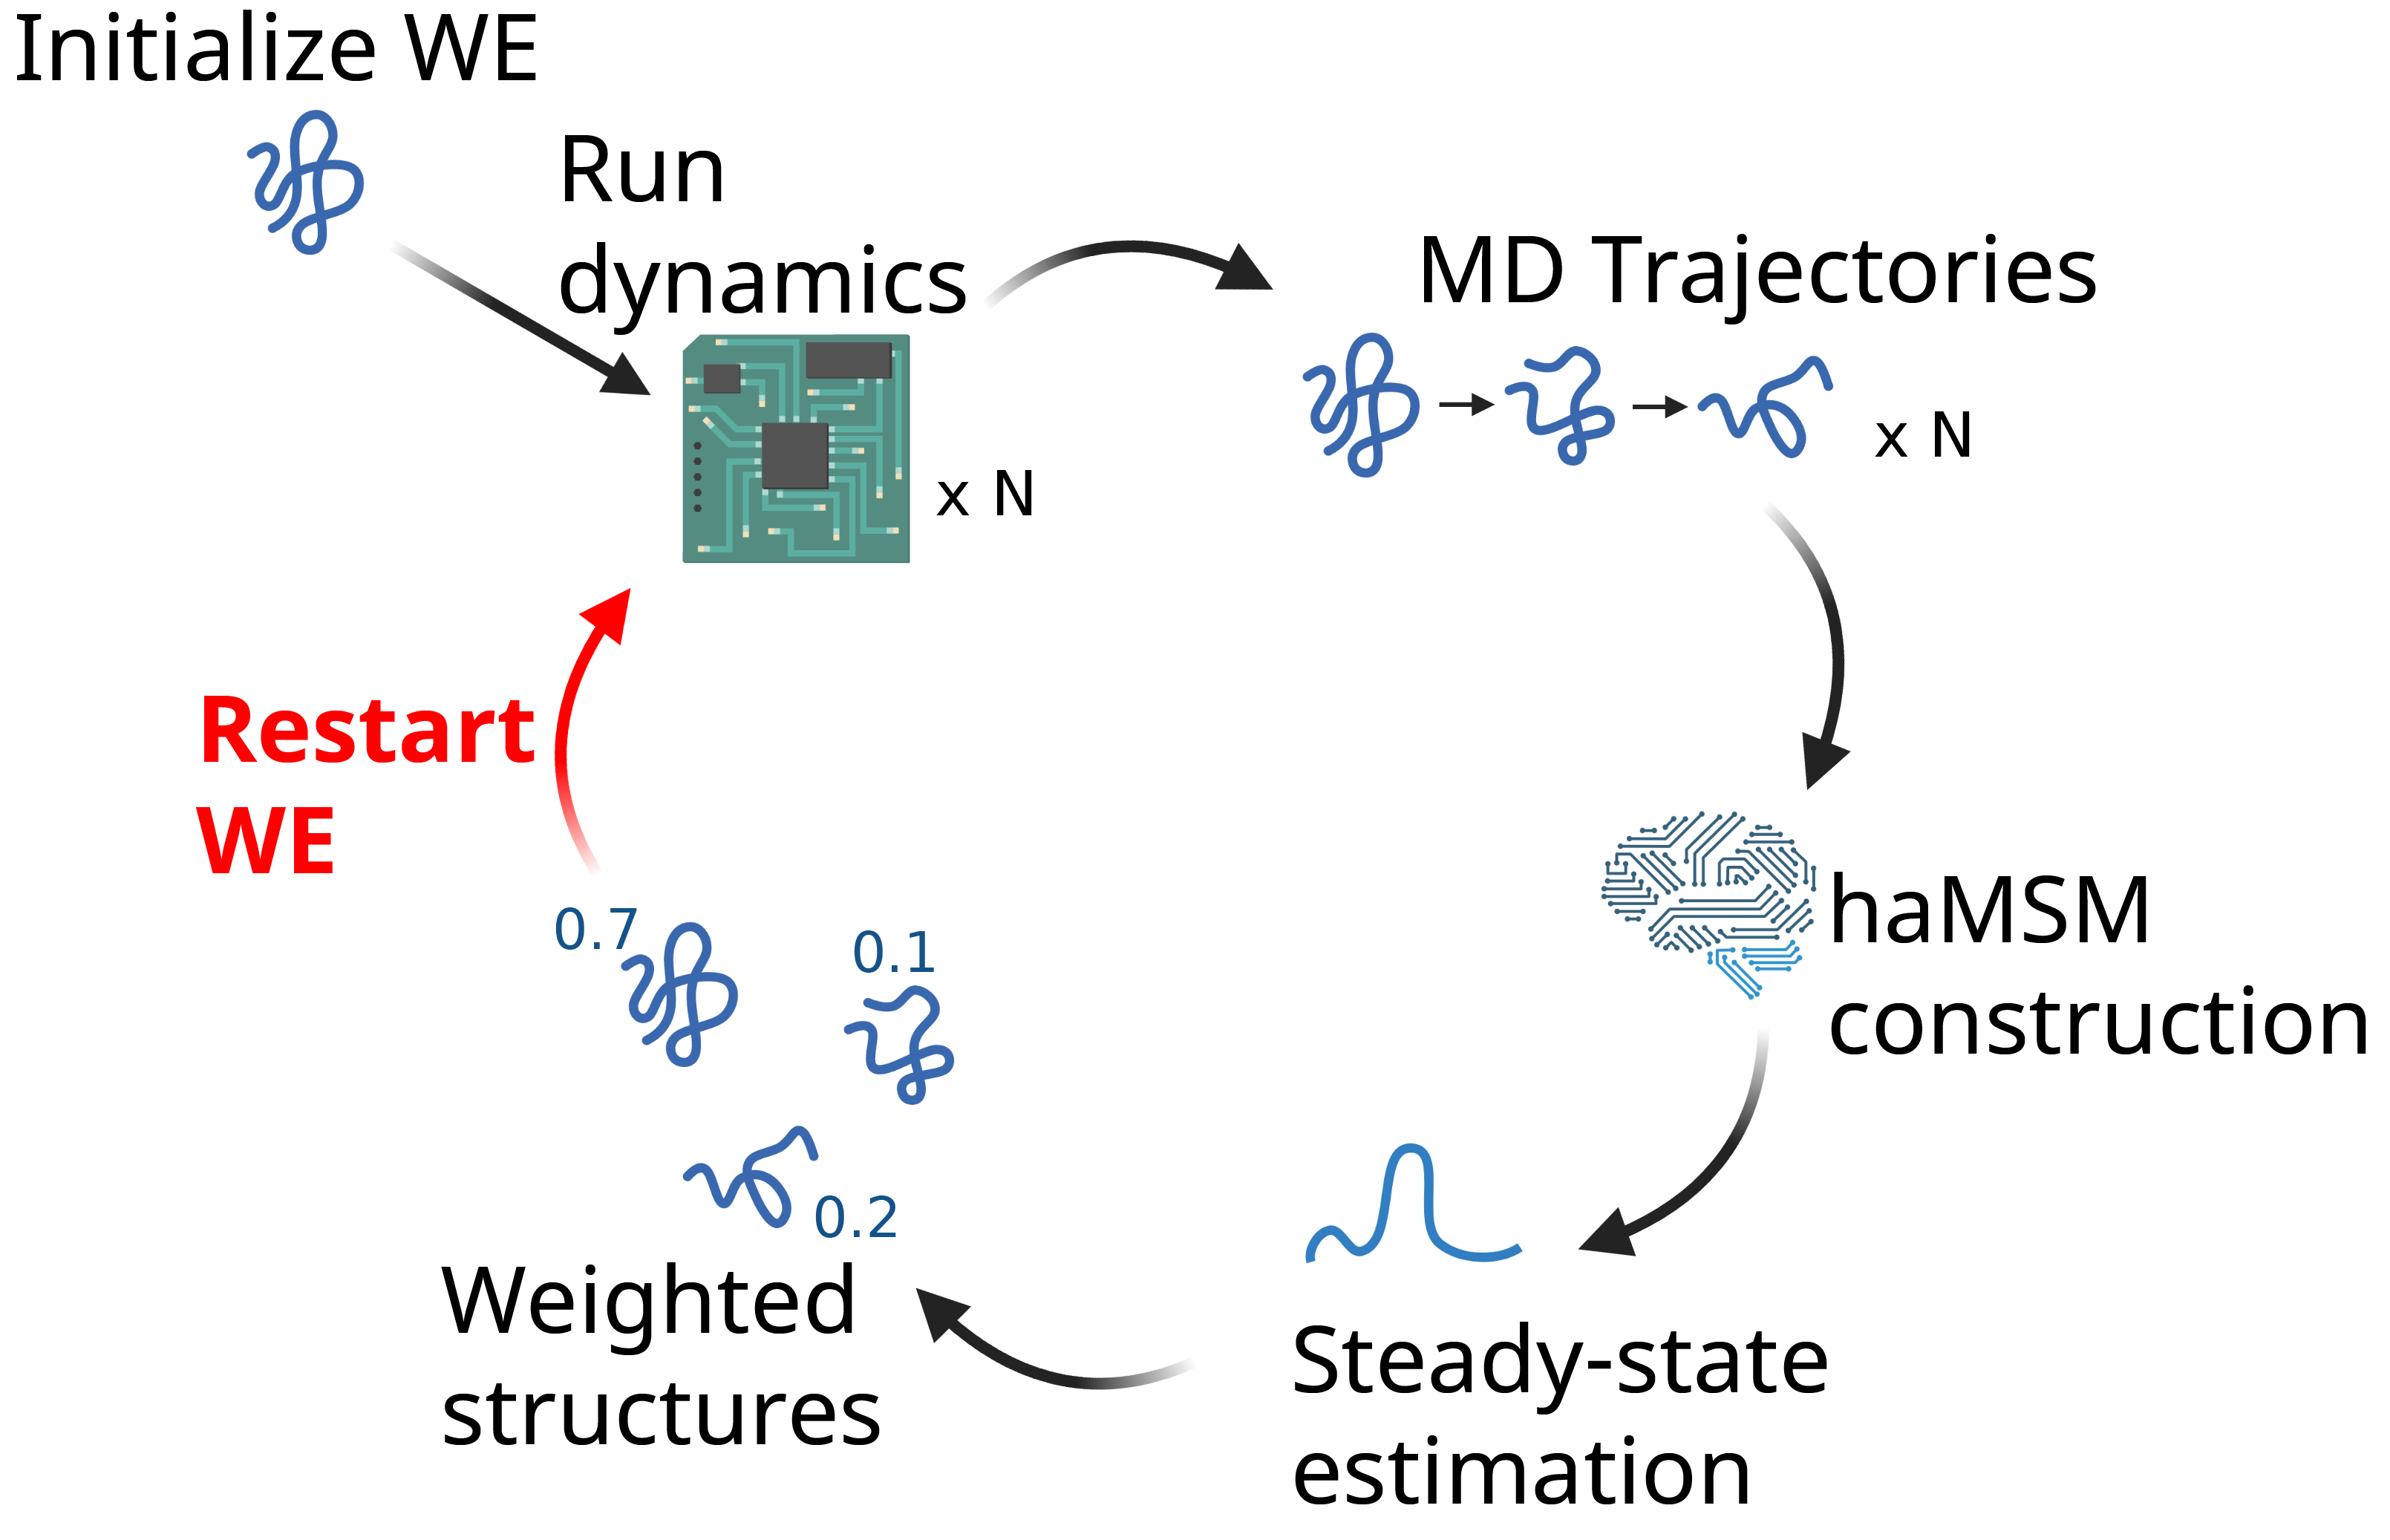 Initialize WE
Run
dynamics
x N
MD Trajectories
x N
haMSM
construction
Steady-state
estimation
Weighted
structures
0.7
0.1
0.2
Restart
WE